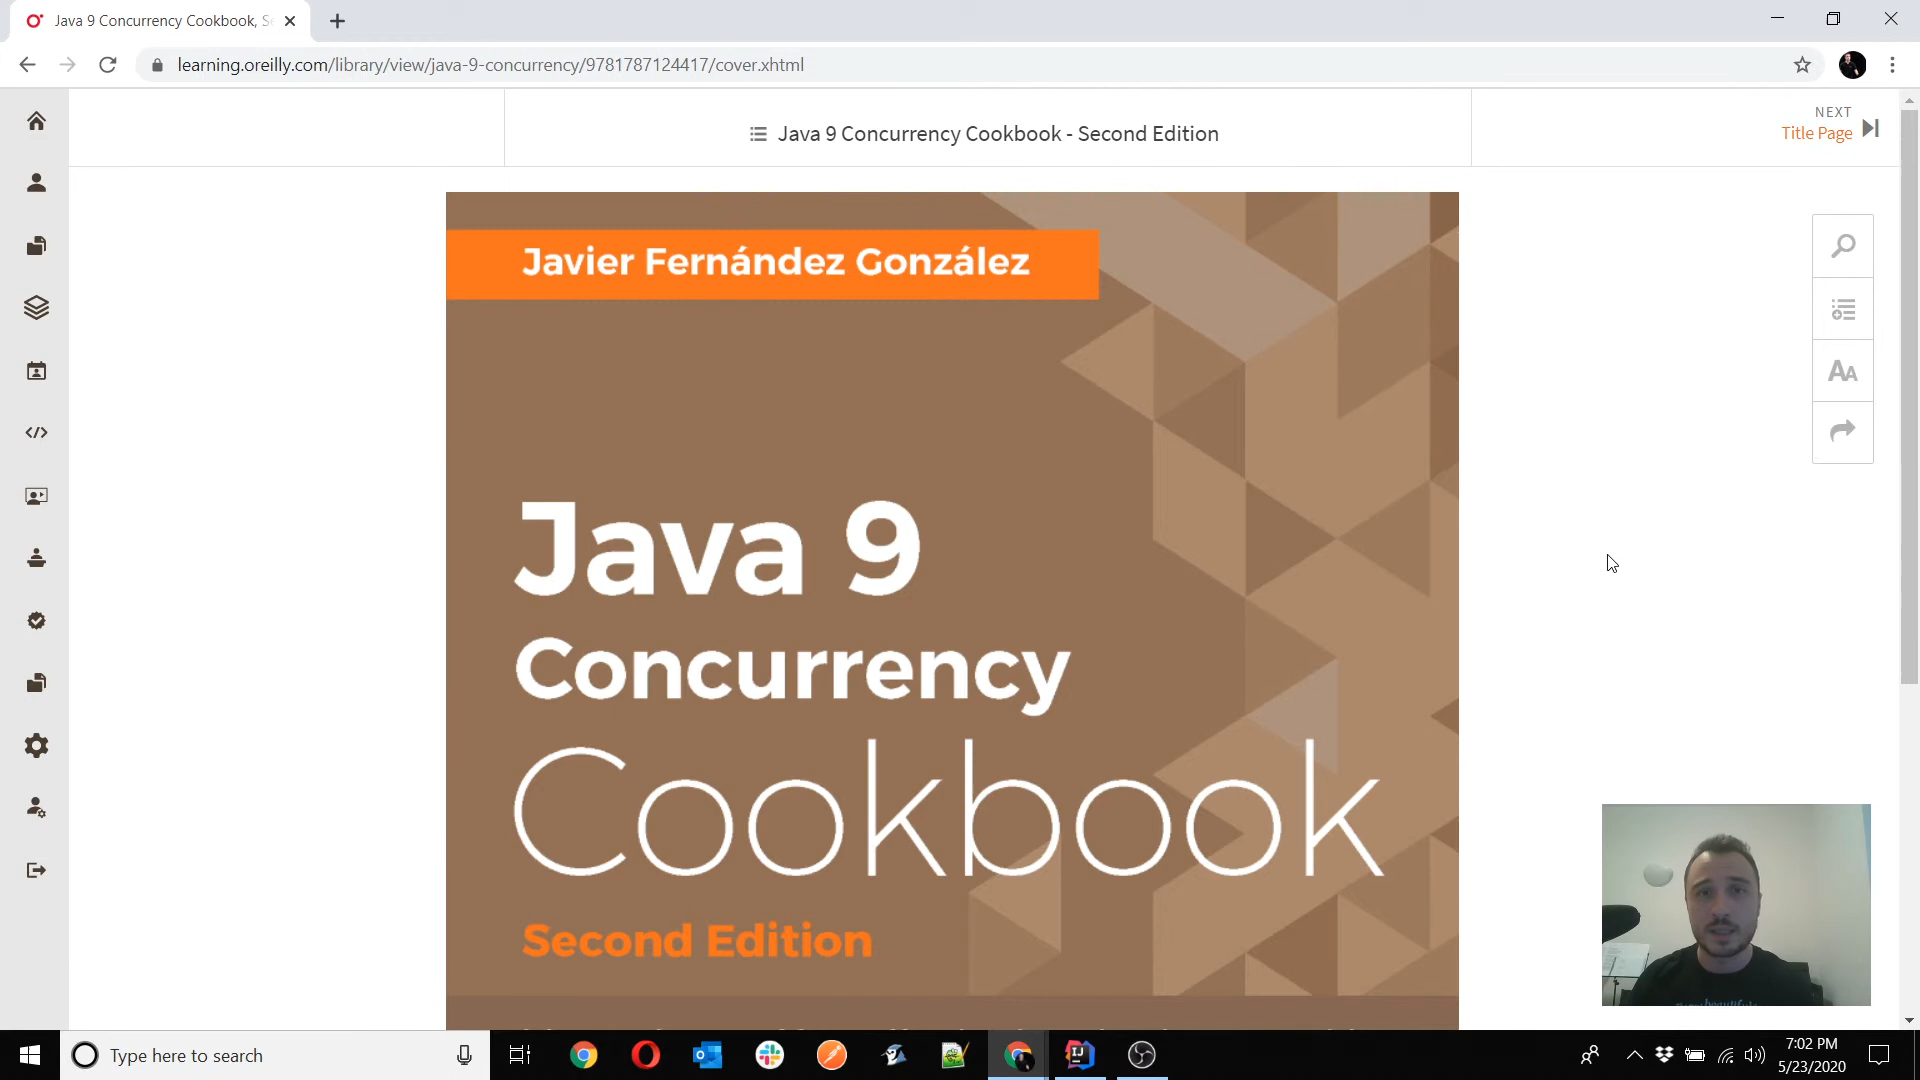 Java 9 Concurrency Cookbook, Se
learning.oreilly.com/library/view/java-9-concurrency/9781787124417/cover.xhtml
Java 9 Concurrency Cookbook - Second Edition
NEXT
Title Page
Javier Fernández González
Java 9
Concurrency
Cookbook
Second Edition
AA
Type here to search
7:02 PM
5/23/2020